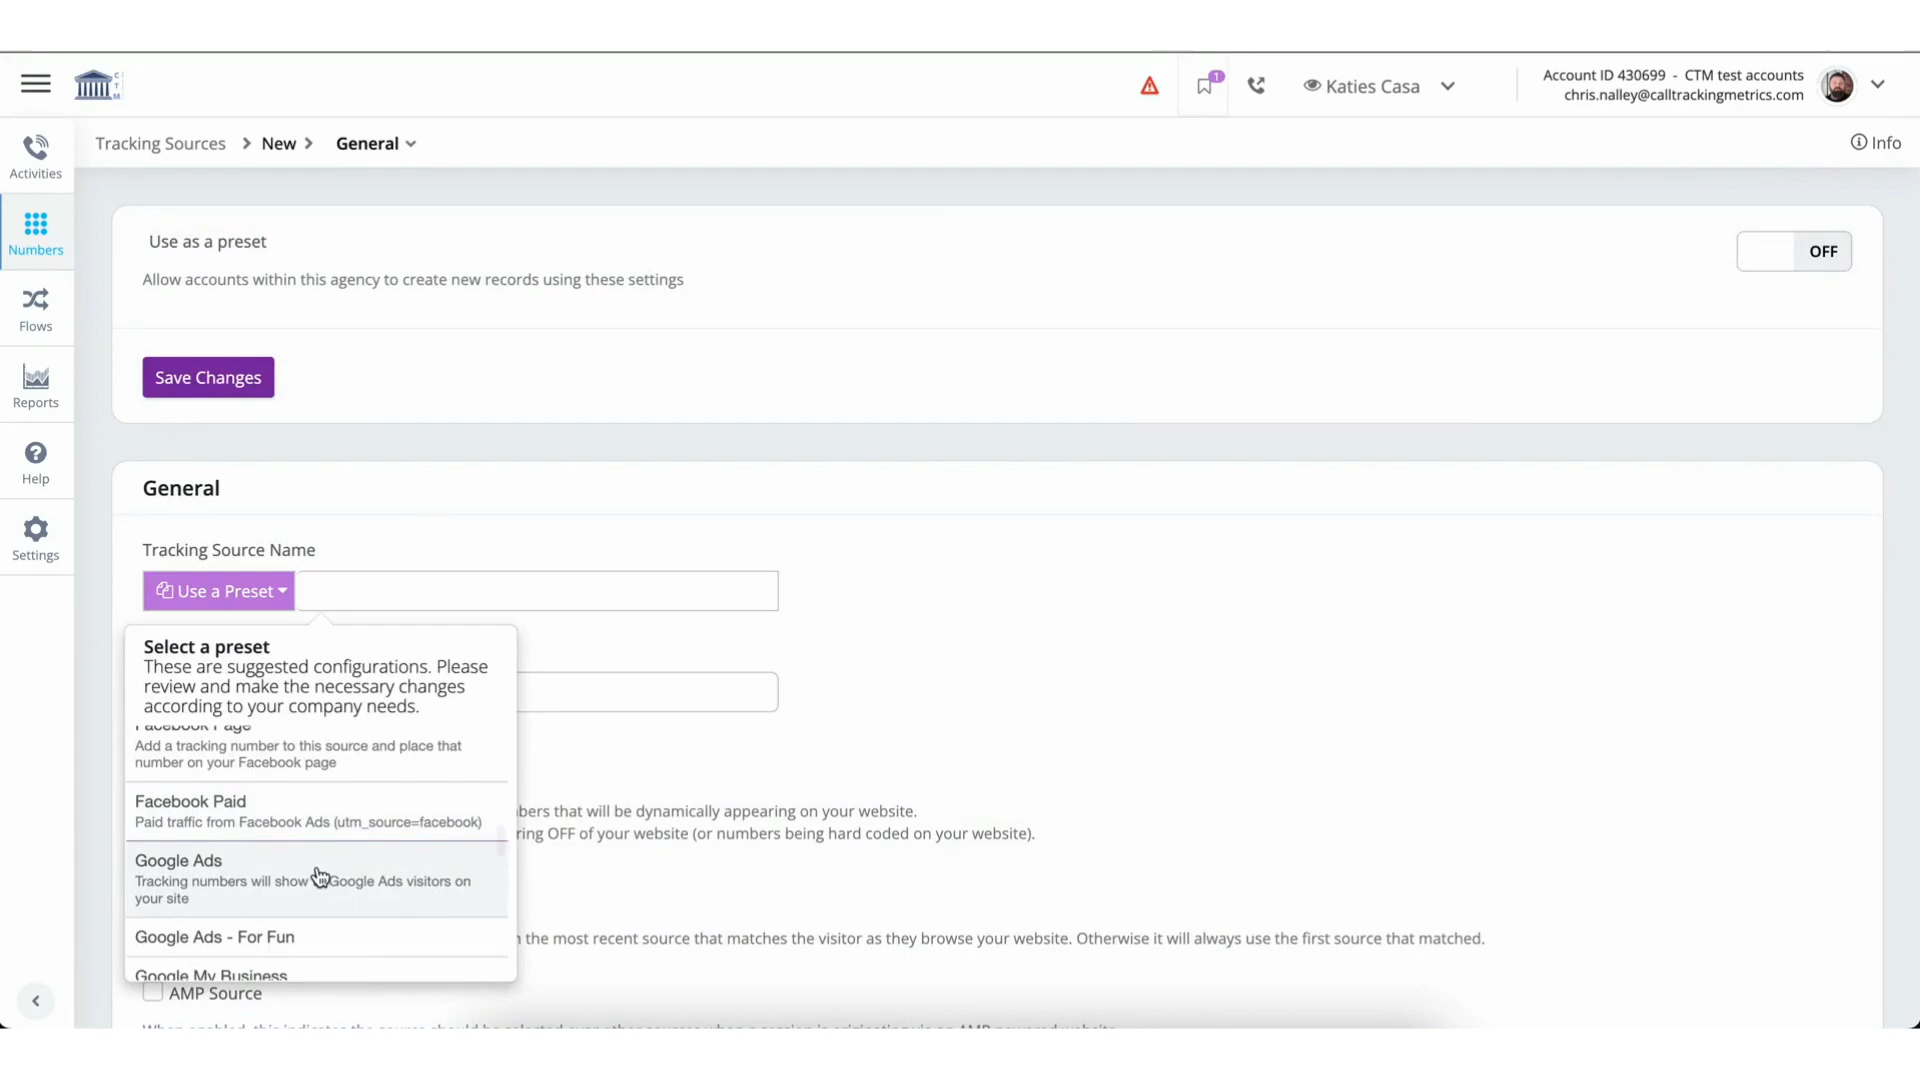 C
T
M
1
Katies Casa
Account ID 430699 - CTM test accounts
chris.nalley@calltrackingmetrics.com
Activities
Numbers
Flows
Reports
Help
Settings
Tracking Sources > New > General
Info
Use as a preset
Allow accounts within this agency to create new records using these settings
OFF
Save Changes
General
Tracking Source Name
Use a Preset
Select a preset
These are suggested configurations. Please
review and make the necessary changes
according to your company needs.
Facebook Page
Add a tracking number to this source and place that
number on your Facebook page
Facebook Paid
Paid traffic from Facebook Ads (utm_source=facebook)
Google Ads
Tracking numbers will show Google Ads visitors on
your site
Google Ads - For Fun
Google My Business
bers that will be dynamically appearing on your website.
ring OFF of your website (or numbers being hard coded on your website).
the most recent source that matches the visitor as they browse your website. Otherwise it will always use the first source that matched.
AMP Source